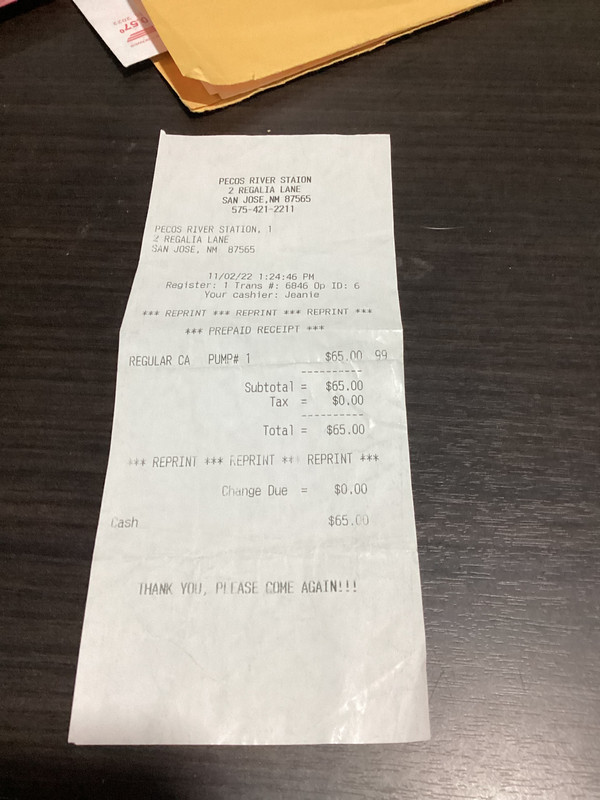 0.57⁰
PECOS RIVER STAION
2 REGALIA LANE
SAN JOSE,NM 87565
575-421-2211
PECOS RIVER STATION, 1
2 REGALIA LANE
SAN JOSE, NM 87565
11/02/22 1:24:46 PM
Register: 1 Trans #: 6846 Op ID: 6
Your cashier: Jeanie
*** REPRINT *** REPRINT *** REPRINT ***
*** PREPAID RECEIPT ***
REGULAR CA PUMP# 1 $65.00 99
----------
Subtotal = $65.00
Tax = $0.00
----------
Total = $65.00
*** REPRINT *** REPRINT *** REPRINT ***
Change Due = $0.00
Cash $65.00
THANK YOU, PLEASE COME AGAIN!!!